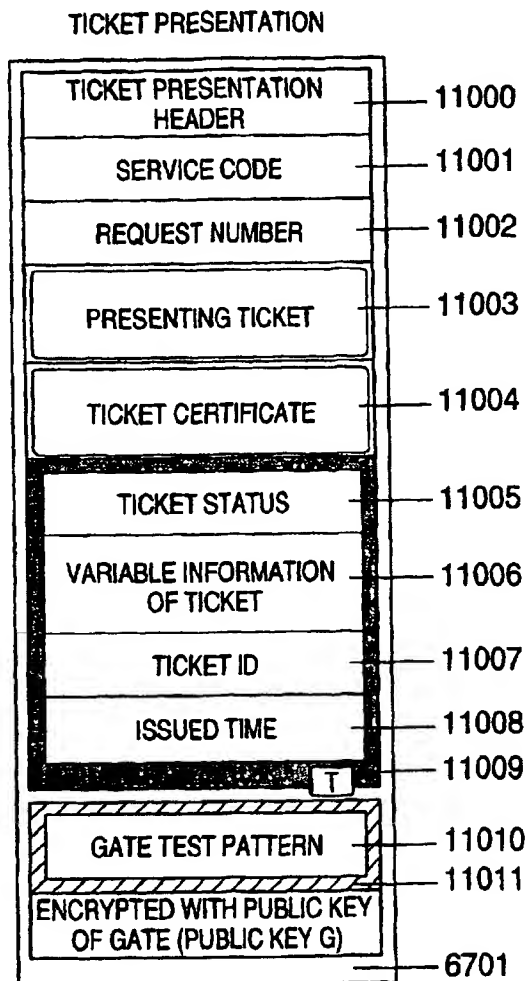 TICKET PRESENTATION
TICKET PRESENTATION
HEADER
11000
SERVICE CODE
11001
REQUEST NUMBER
11002
PRESENTING TICKET
11003
TICKET CERTIFICATE
11004
TICKET STATUS
11005
VARIABLE INFORMATION
OF TICKET
11006
TICKET ID
11007
ISSUED TIME
11008
T
11009
GATE TEST PATTERN
11010
11011
ENCRYPTED WITH PUBLIC KEY
OF GATE (PUBLIC KEY G)
6701